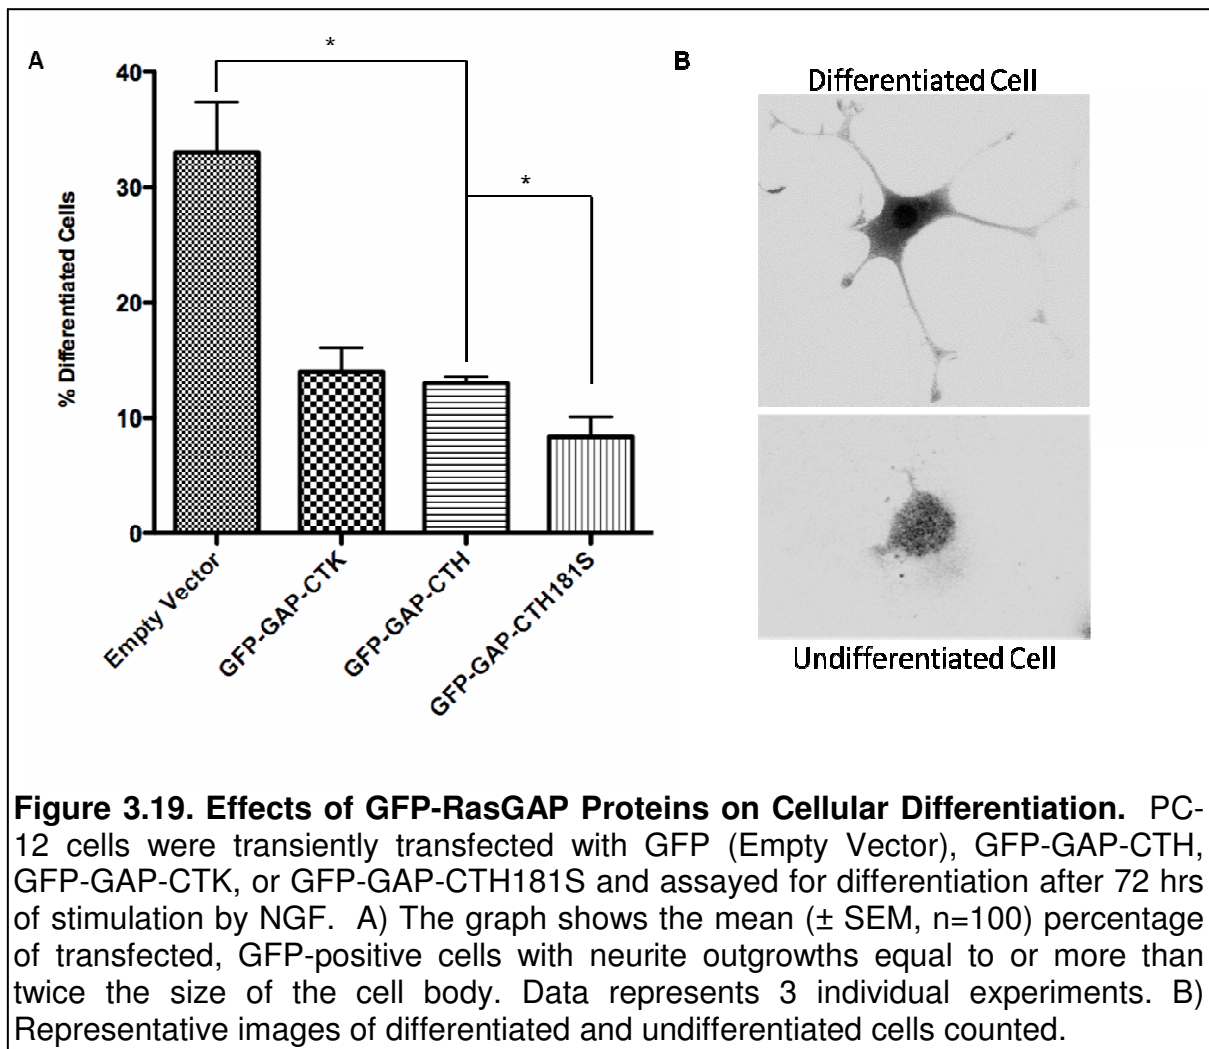 A
*
*
40
30
20
10
0
% Differentiated Cells
Empty Vector
GFP-GAP-CTK
GFP-GAP-CTH
GFP-GAP-CTH181S
B
Differentiated Cell
Undifferentiated Cell
Figure 3.19. Effects of GFP-RasGAP Proteins on Cellular Differentiation. PC-
12 cells were transiently transfected with GFP (Empty Vector), GFP-GAP-CTH,
GFP-GAP-CTK, or GFP-GAP-CTH181S and assayed for differentiation after 72 hrs
of stimulation by NGF. A) The graph shows the mean (± SEM, n=100) percentage
of transfected, GFP-positive cells with neurite outgrowths equal to or more than
twice the size of the cell body. Data represents 3 individual experiments. B)
Representative images of differentiated and undifferentiated cells counted.